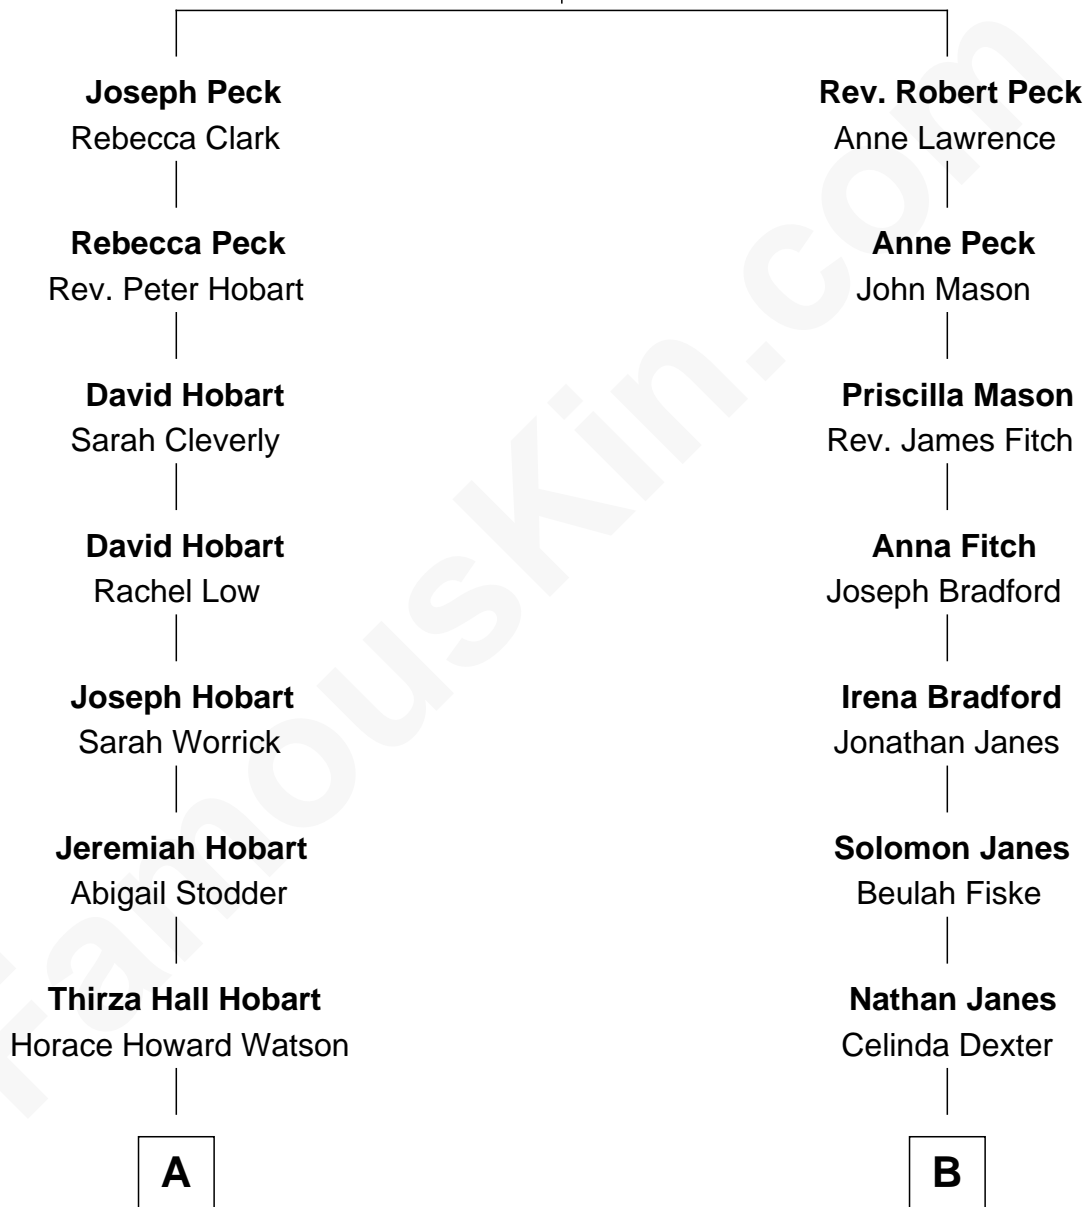 Joseph Peck
Rebecca Clark
Rebecca Peck
Rev. Peter Hobart
David Hobart
Sarah Cleverly
David Hobart
Rachel Low
Joseph Hobart
Sarah Worrick
Jeremiah Hobart
Abigail Stodder
Thirza Hall Hobart
Horace Howard Watson
A
Rev. Robert Peck
Anne Lawrence
Anne Peck
John Mason
Priscilla Mason
Rev. James Fitch
Anna Fitch
Joseph Bradford
Irena Bradford
Jonathan Janes
Solomon Janes
Beulah Fiske
Nathan Janes
Celinda Dexter
B
FamousKin.com